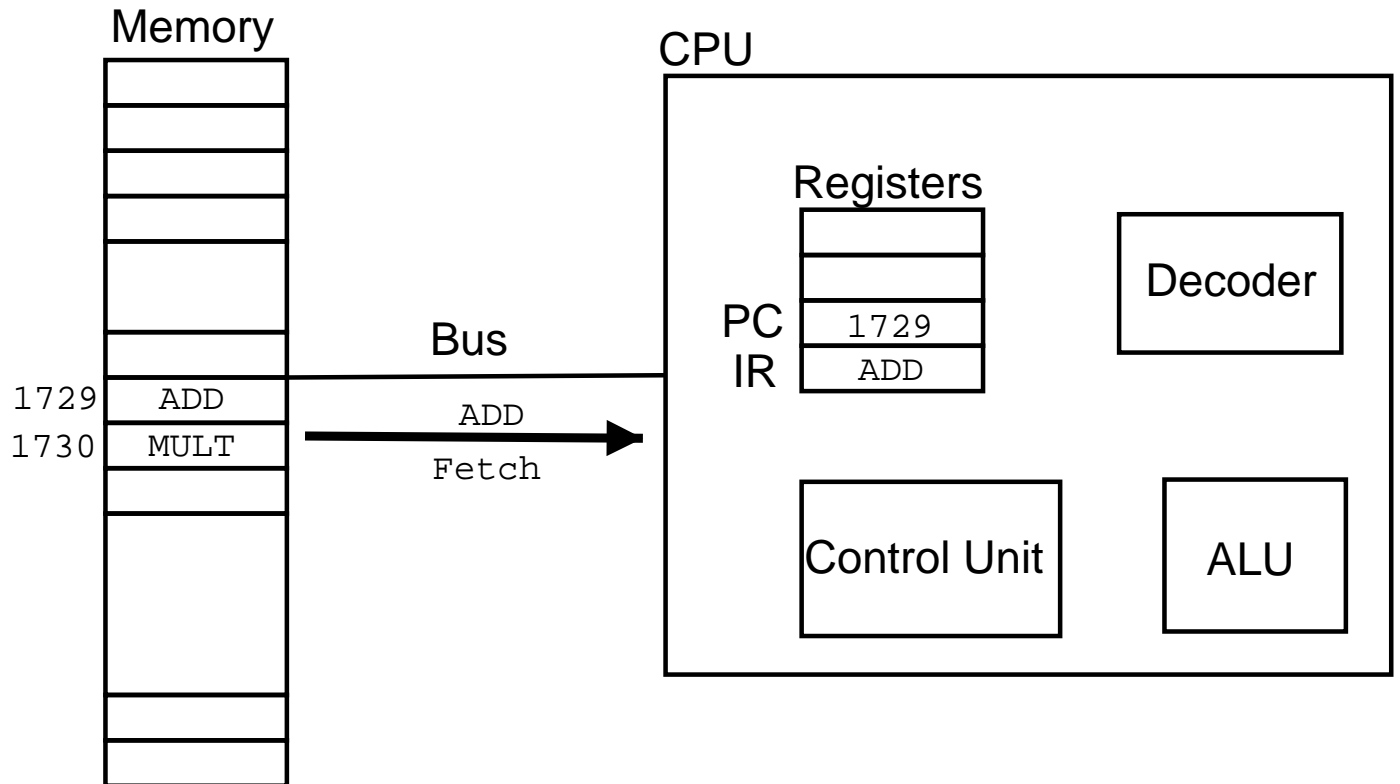 Memory
CPU
Registers
Decoder
PC 1729
IR ADD
Bus
1729 ADD
1730 MULT
ADD
Fetch
Control Unit
ALU